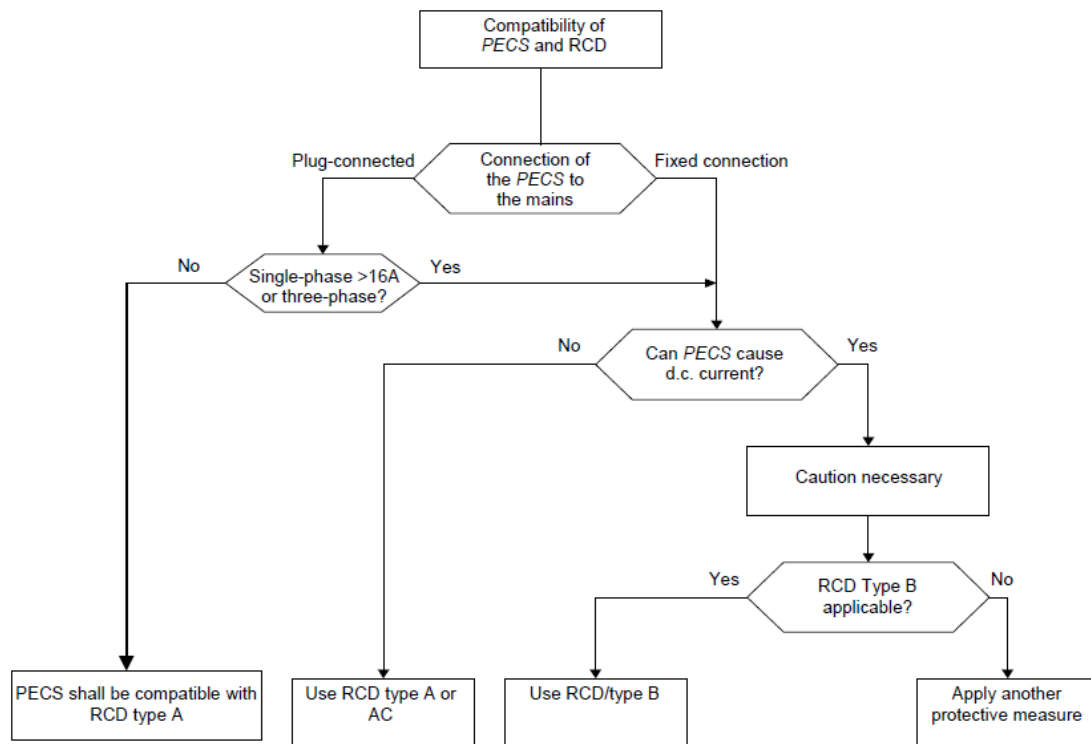 Compatibility of
PECS and RCD
Plug-connected
Connection of
the PECS to
the mains
Fixed connection
No
Single-phase >16A
or three-phase?
Yes
No
Can PECS cause
d.c. current?
Yes
Caution necessary
Yes
RCD Type B
applicable?
No
PECS shall be compatible with
RCD type A
Use RCD type A or
AC
Use RCD/type B
Apply another
protective measure